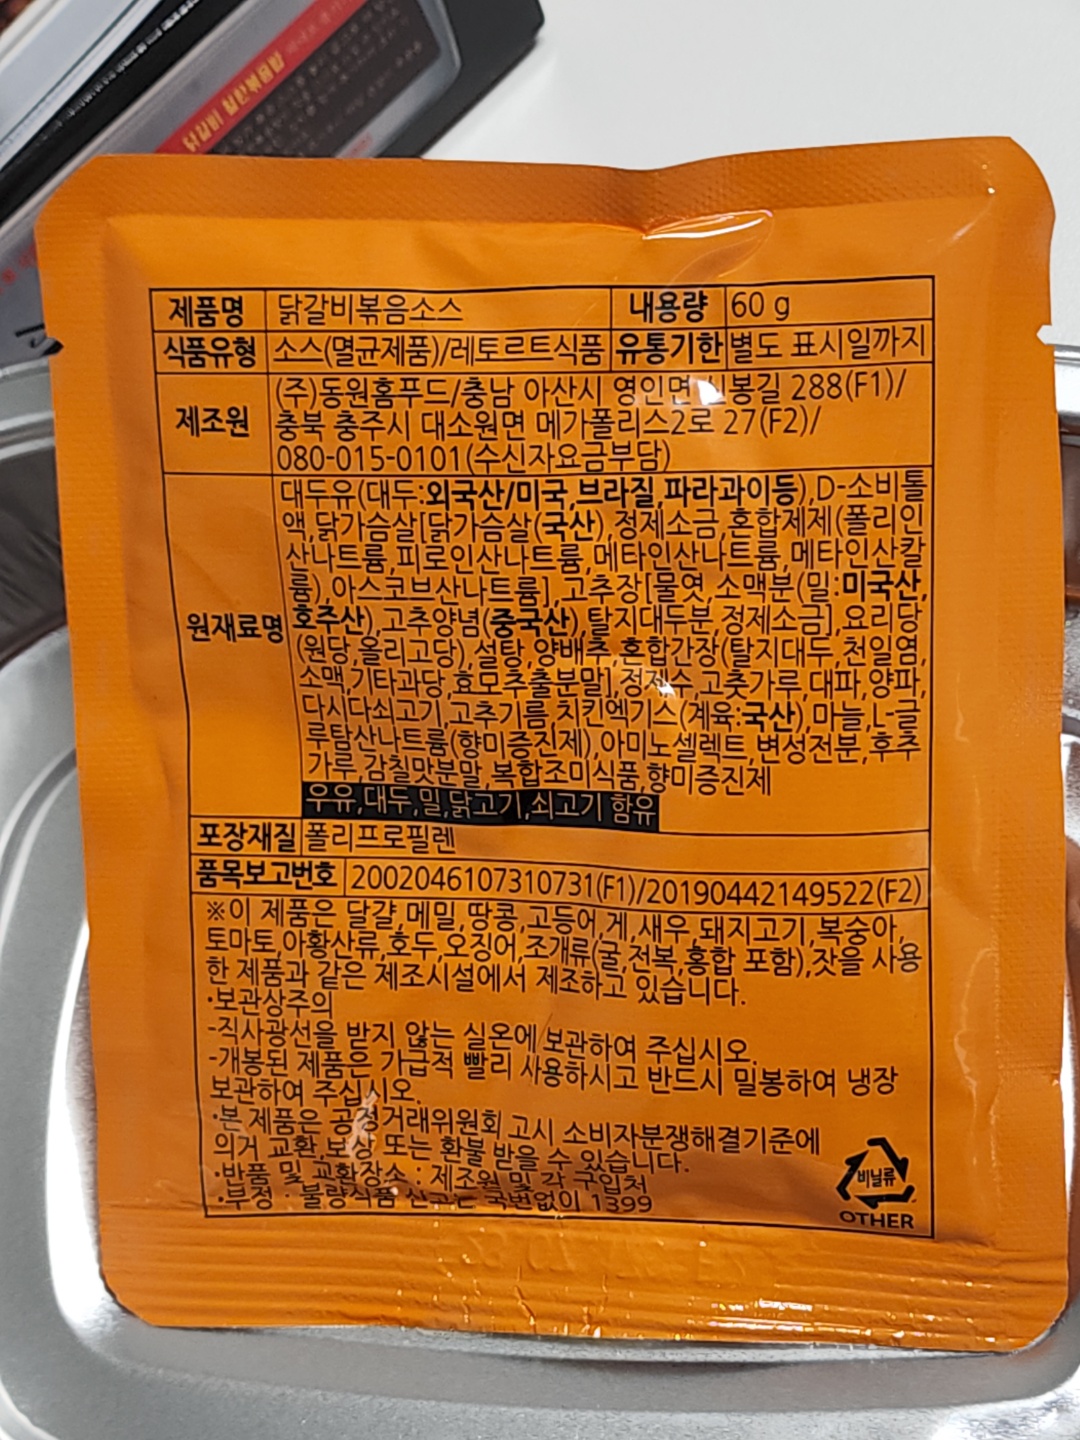 닭갈비 철판볶음밥
제품명 닭갈비볶음소스 내용량 60 g
식품유형 소스(멸균제품)/레토르트식품 유통기한 별도 표시일까지
제조원 (주)동원홈푸드/충남 아산시 영인면 봉길 288(F1)/
충북 충주시 대소원면 메가폴리스2로 27(F2)/
080-015-0101(수신자요금부담)
원재료명 대두유(대두:외국산/미국,브라질,파라과이등),D-소비톨
액,닭가슴살[닭가슴살(국산),정제소금,혼합제제(폴리인
산나트륨,피로인산나트륨,메타인산나트륨,메타인산칼
륨),아스코브산나트륨],고추장[물엿,소맥분(밀:미국산,
호주산),고추양념(중국산),탈지대두분,정제소금],요리당
(원당,올리고당),설탕,양배추,혼합간장(탈지대두,천일염,
소맥,기타과당,효모추출분말],정제수,고춧가루,대파,양파,
다시다쇠고기,고추기름,치킨엑기스(계육:국산),마늘,L-글
루탐산나트륨(향미증진제),아미노셀렉트,변성전분,후추
가루,감칠맛분말,복합조미식품,향미증진제
우유,대두,밀,닭고기,쇠고기 함유
포장재질 폴리프로필렌
품목보고번호 2002046107310731(F1)/201904422149522(F2)
※이 제품은 달걀,메밀,땅콩,고등어,게,새우,돼지고기,복숭아,
토마토,아황산류,호두,오징어,조개류(굴,전복,홍합 포함),잣을 사용
한 제품과 같은 제조시설에서 제조하고 있습니다.
·보관상주의
-직사광선을 받지 않는 실온에 보관하여 주십시오.
-개봉된 제품은 가급적 빨리 사용하시고 반드시 밀봉하여 냉장
보관하여 주십시오.
·본 제품은 공정거래위원회 고시 소비자분쟁해결기준에
의거 교환,보상 또는 환불 받을 수 있습니다.
·반품 및 교환장소 : 제조원 및 각 구입처
·부정 · 불량식품 신고는 국번없이 1399
비닐류
OTHER